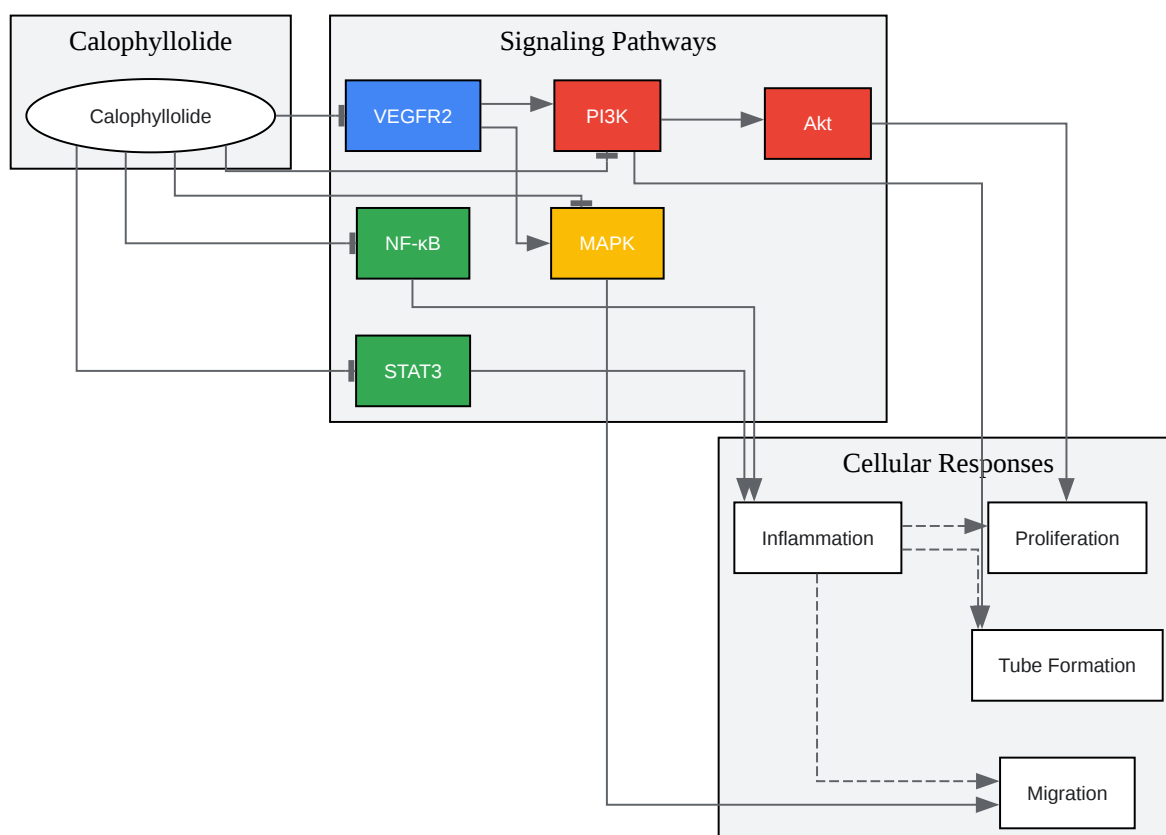 Calophyllolide
Signaling Pathways
Calophyllolide
VEGFR2
PI3K
Akt
NF-κB
MAPK
STAT3
Cellular Responses
Inflammation
Proliferation
Tube Formation
Migration